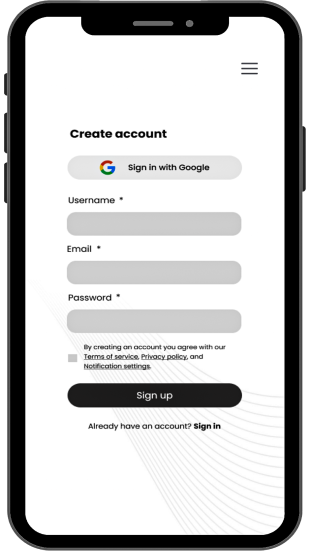 Create account
Sign in with Google
Username *
Email *
Password *
By creating an account you agree with our
Terms of service, Privacy policy, and
Notification settings.
Sign up
Already have an account? Sign in